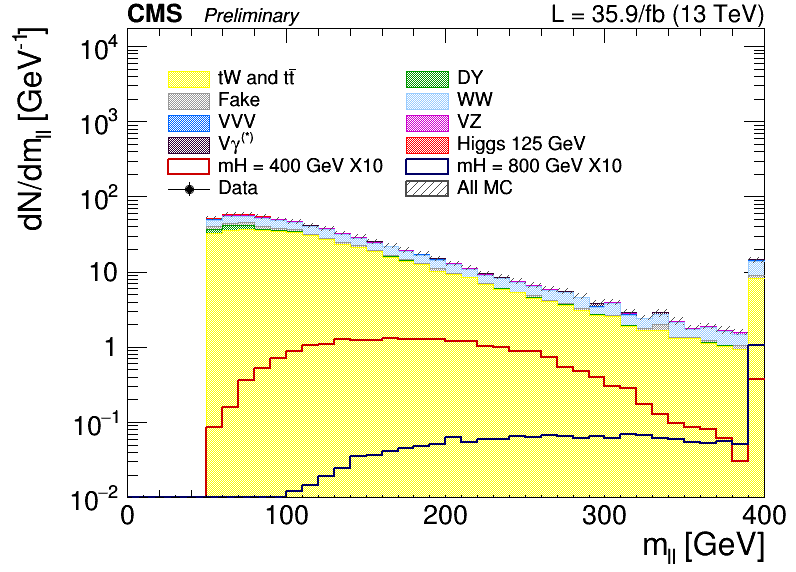 CMS Preliminary L = 35.9/fb (13 TeV)
dN/dm_ll [GeV⁻¹]
10⁴
10³
10²
10
1
10⁻¹
10⁻²
tW and tt̄ DY
Fake WW
VVV VZ
Vγ⁽*⁾ Higgs 125 GeV
mH = 400 GeV X10 mH = 800 GeV X10
Data All MC
0 100 200 300 400
m_ll [GeV]